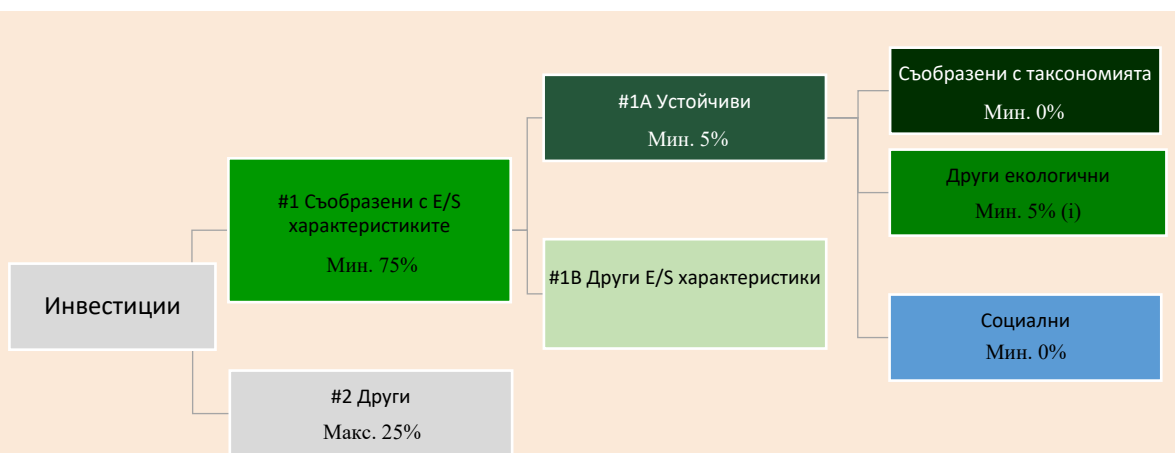 Инвестиции
#1 Съобразени с E/S
характеристиките
Мин. 75%
#2 Други
Макс. 25%
#1A Устойчиви
Мин. 5%
#1B Други E/S характеристики
Съобразени с таксономията
Мин. 0%
Други екологични
Мин. 5% (i)
Социални
Мин. 0%